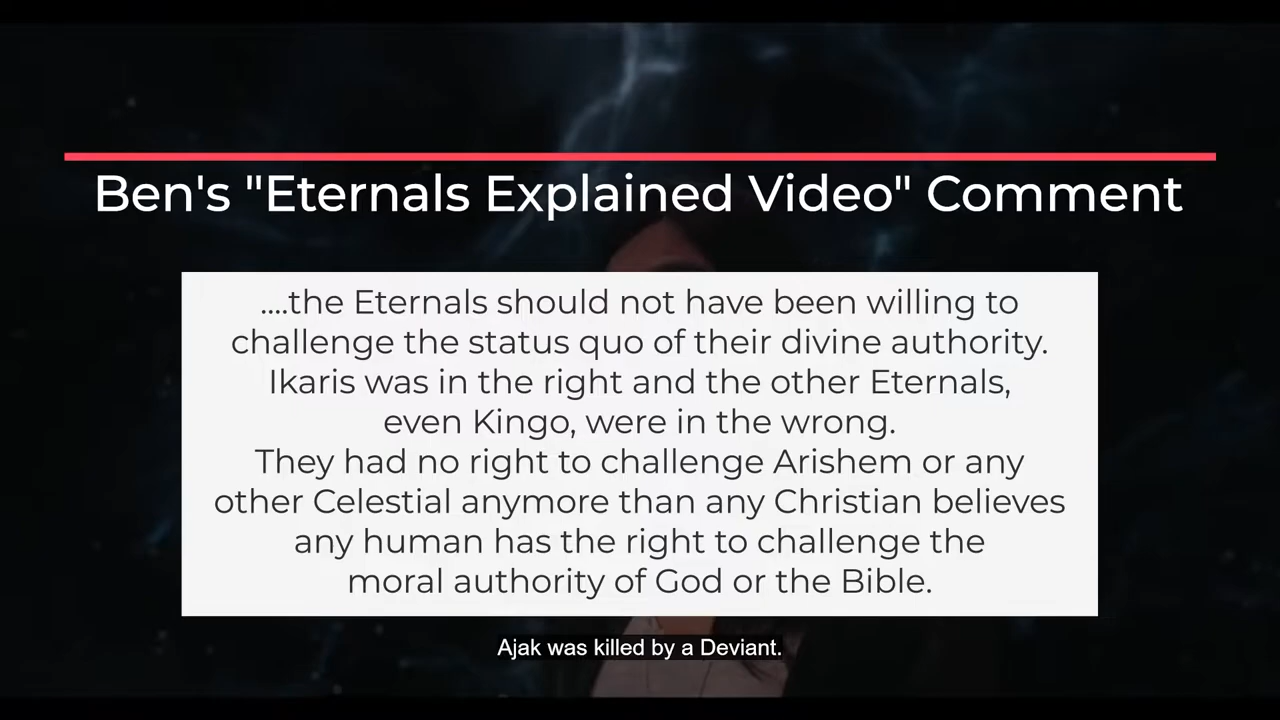 Ben's "Eternals Explained Video" Comment
....the Eternals should not have been willing to
challenge the status quo of their divine authority.
Ikaris was in the right and the other Eternals,
even Kingo, were in the wrong.
They had no right to challenge Arishem or any
other Celestial anymore than any Christian believes
any human has the right to challenge the
moral authority of God or the Bible.
Ajak was killed by a Deviant.